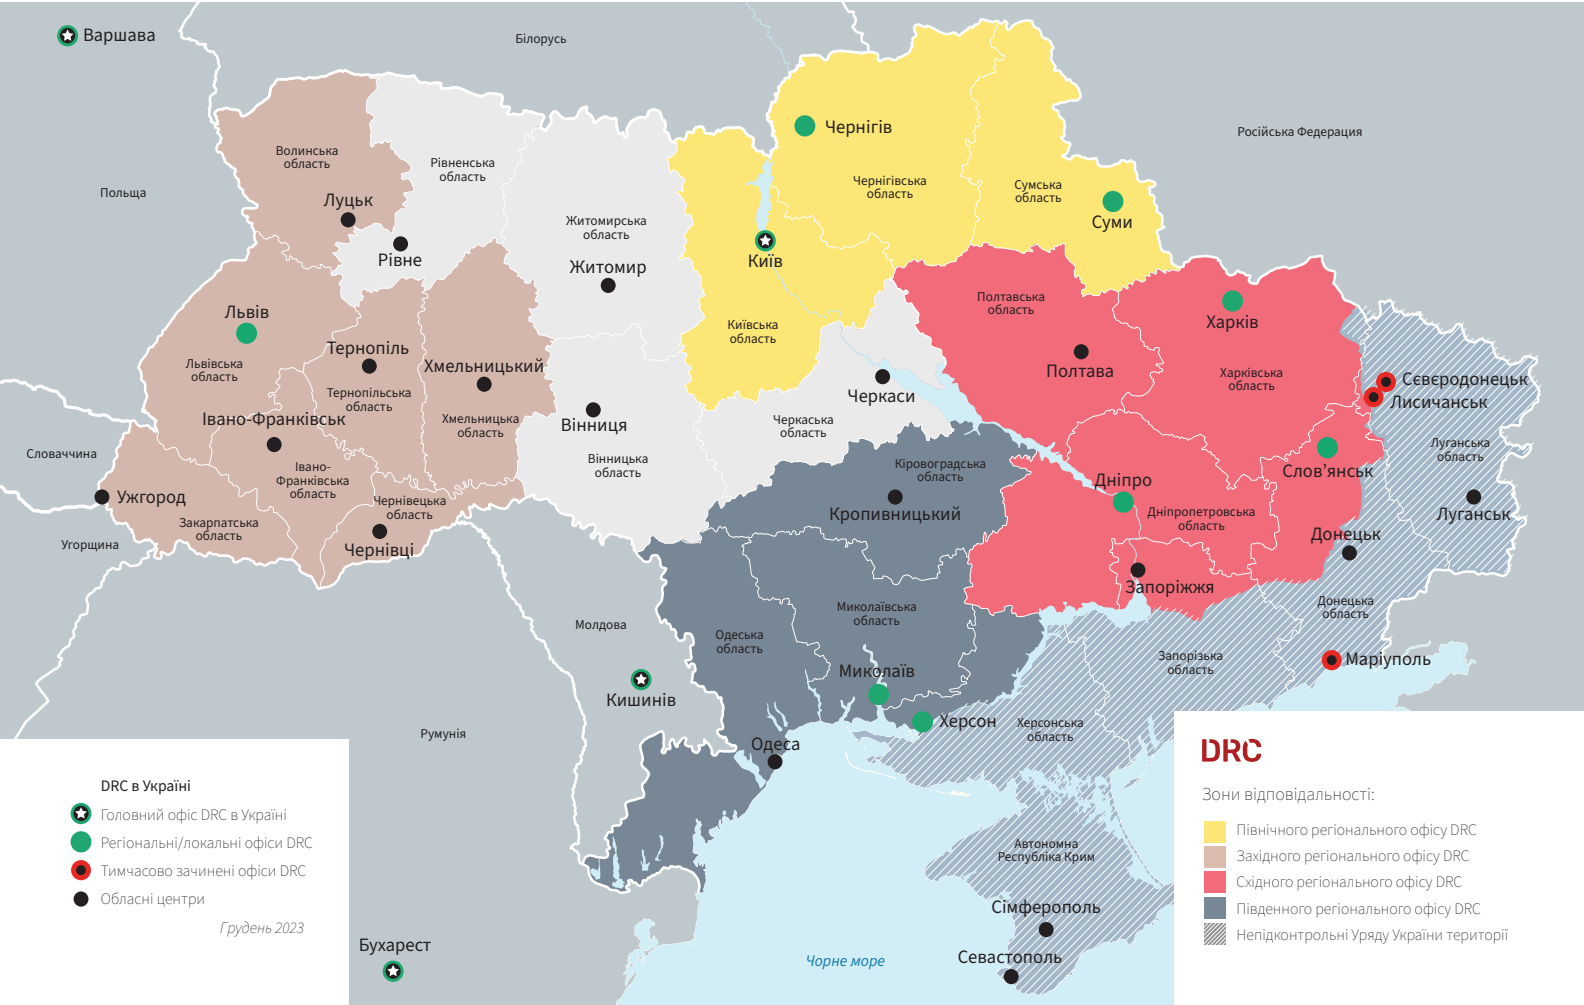 Варшава
Білорусь
Чернігів
Російська Федерація
Волинська
область
Рівненська
область
Польща
Чернігівська
область
Сумська
область
Луцьк
Суми
Житомирська
область
Рівне
Житомир
Київ
Полтавська
область
Львів
Харків
Київська
область
Тернопіль
Львівська
область
Хмельницький
Полтава
Харківська
область
Сєвєродонецьк
Лисичанськ
Тернопільська
область
Черкаси
Івано-Франківськ
Хмельницька
область
Вінниця
Черкаська
область
Луганська
область
Словаччина
Вінницька
область
Кіровоградська
область
Слов’янськ
Івано-
Франківська
область
Дніпро
Ужгород
Чернівецька
область
Кропивницький
Дніпропетровська
область
Луганськ
Закарпатська
область
Донецьк
Угорщина
Чернівці
Запоріжжя
Донецька
область
Миколаївська
область
Молдова
Одеська
область
Запорізька
область
Маріуполь
Миколаїв
Кишинів
Херсон
Херсонська
область
Румунія
Одеса
Автономна
Республіка Крим
Сімферополь
Севастополь
Чорне море
Бухарест
DRC в Україні
Головний офіс DRC в Україні
Регіональні/локальні офіси DRC
Тимчасово зачинені офіси DRC
Обласні центри
Грудень 2023
DRC
Зони відповідальності:
Північного регіонального офісу DRC
Західного регіонального офісу DRC
Східного регіонального офісу DRC
Південного регіонального офісу DRC
Непідконтрольні Уряду України території